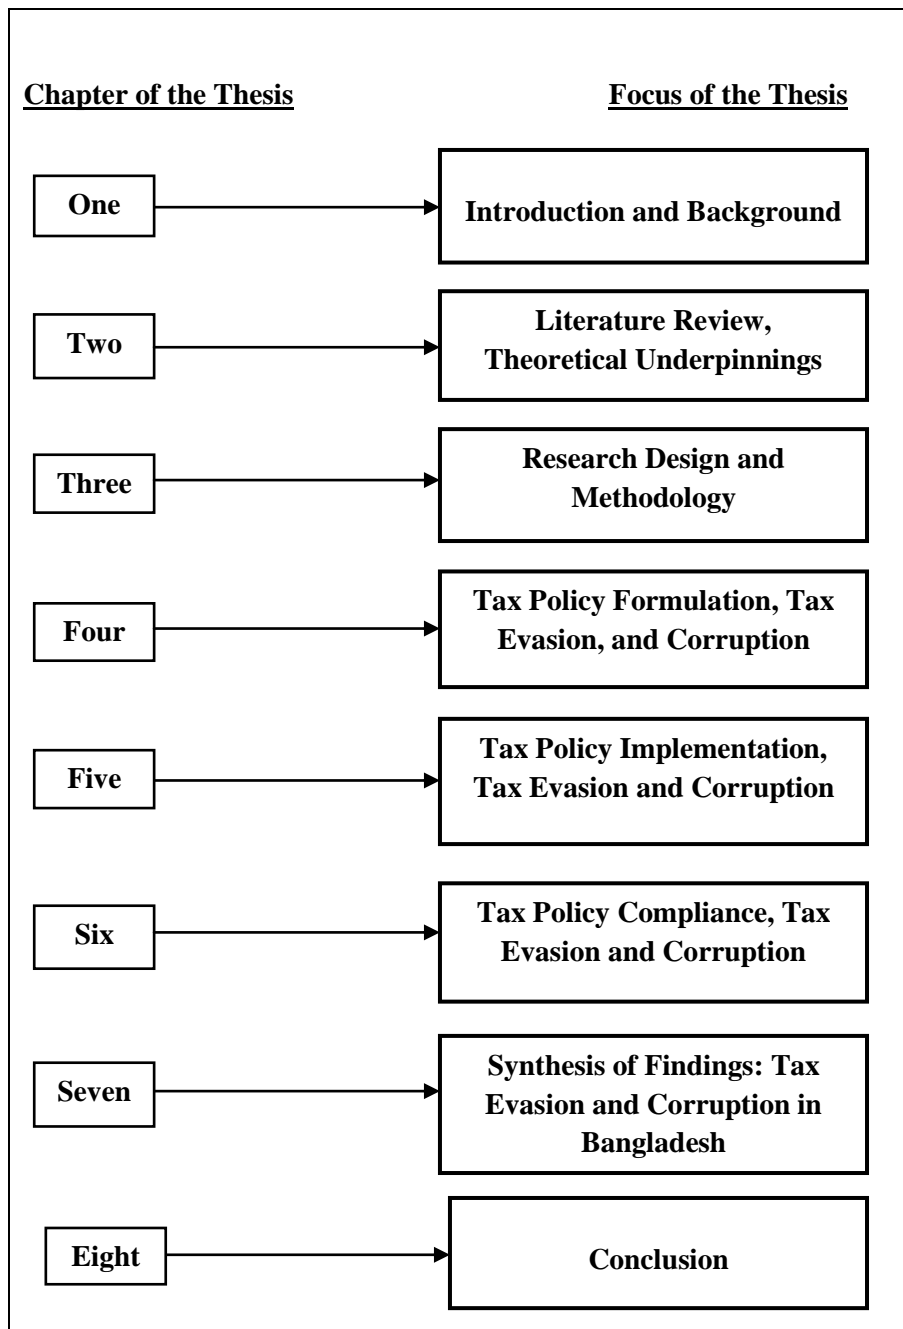 Chapter of the Thesis
Focus of the Thesis
One
Introduction and Background
Two
Literature Review,
Theoretical Underpinnings
Three
Research Design and
Methodology
Four
Tax Policy Formulation, Tax
Evasion, and Corruption
Five
Tax Policy Implementation,
Tax Evasion and Corruption
Six
Tax Policy Compliance, Tax
Evasion and Corruption
Seven
Synthesis of Findings: Tax
Evasion and Corruption in
Bangladesh
Eight
Conclusion